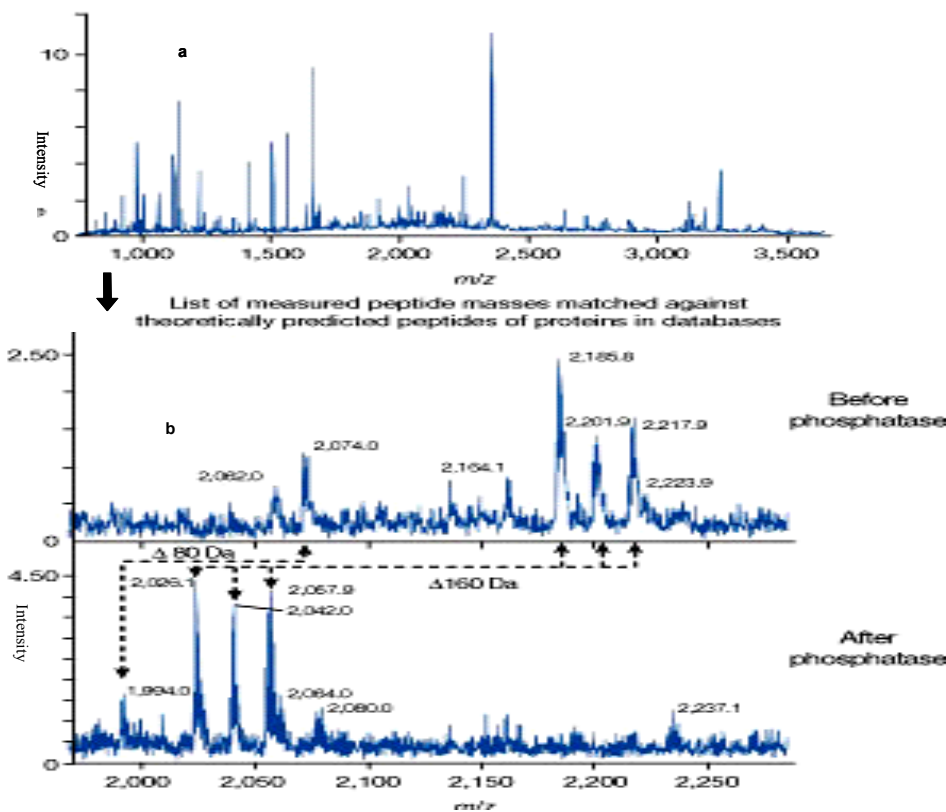 a
10
Intensity
0
1,000 1,500 2,000 2,500 3,000 3,500
m/z
List of measured peptide masses matched against
theoretically predicted peptides of proteins in databases
2.50
b
2,185.8
2,201.9
2,217.9
2,074.0
2,062.0
2,164.1
2,223.9
0
Before
phosphatase
Δ 80 Da
Δ160 Da
4.50
2,026.1
2,057.9
2,042.0
Intensity
1,994.0
2,064.0
2,080.0
2,237.1
0
After
phosphatase
2,000 2,050 2,100 2,150 2,200 2,250
m/z